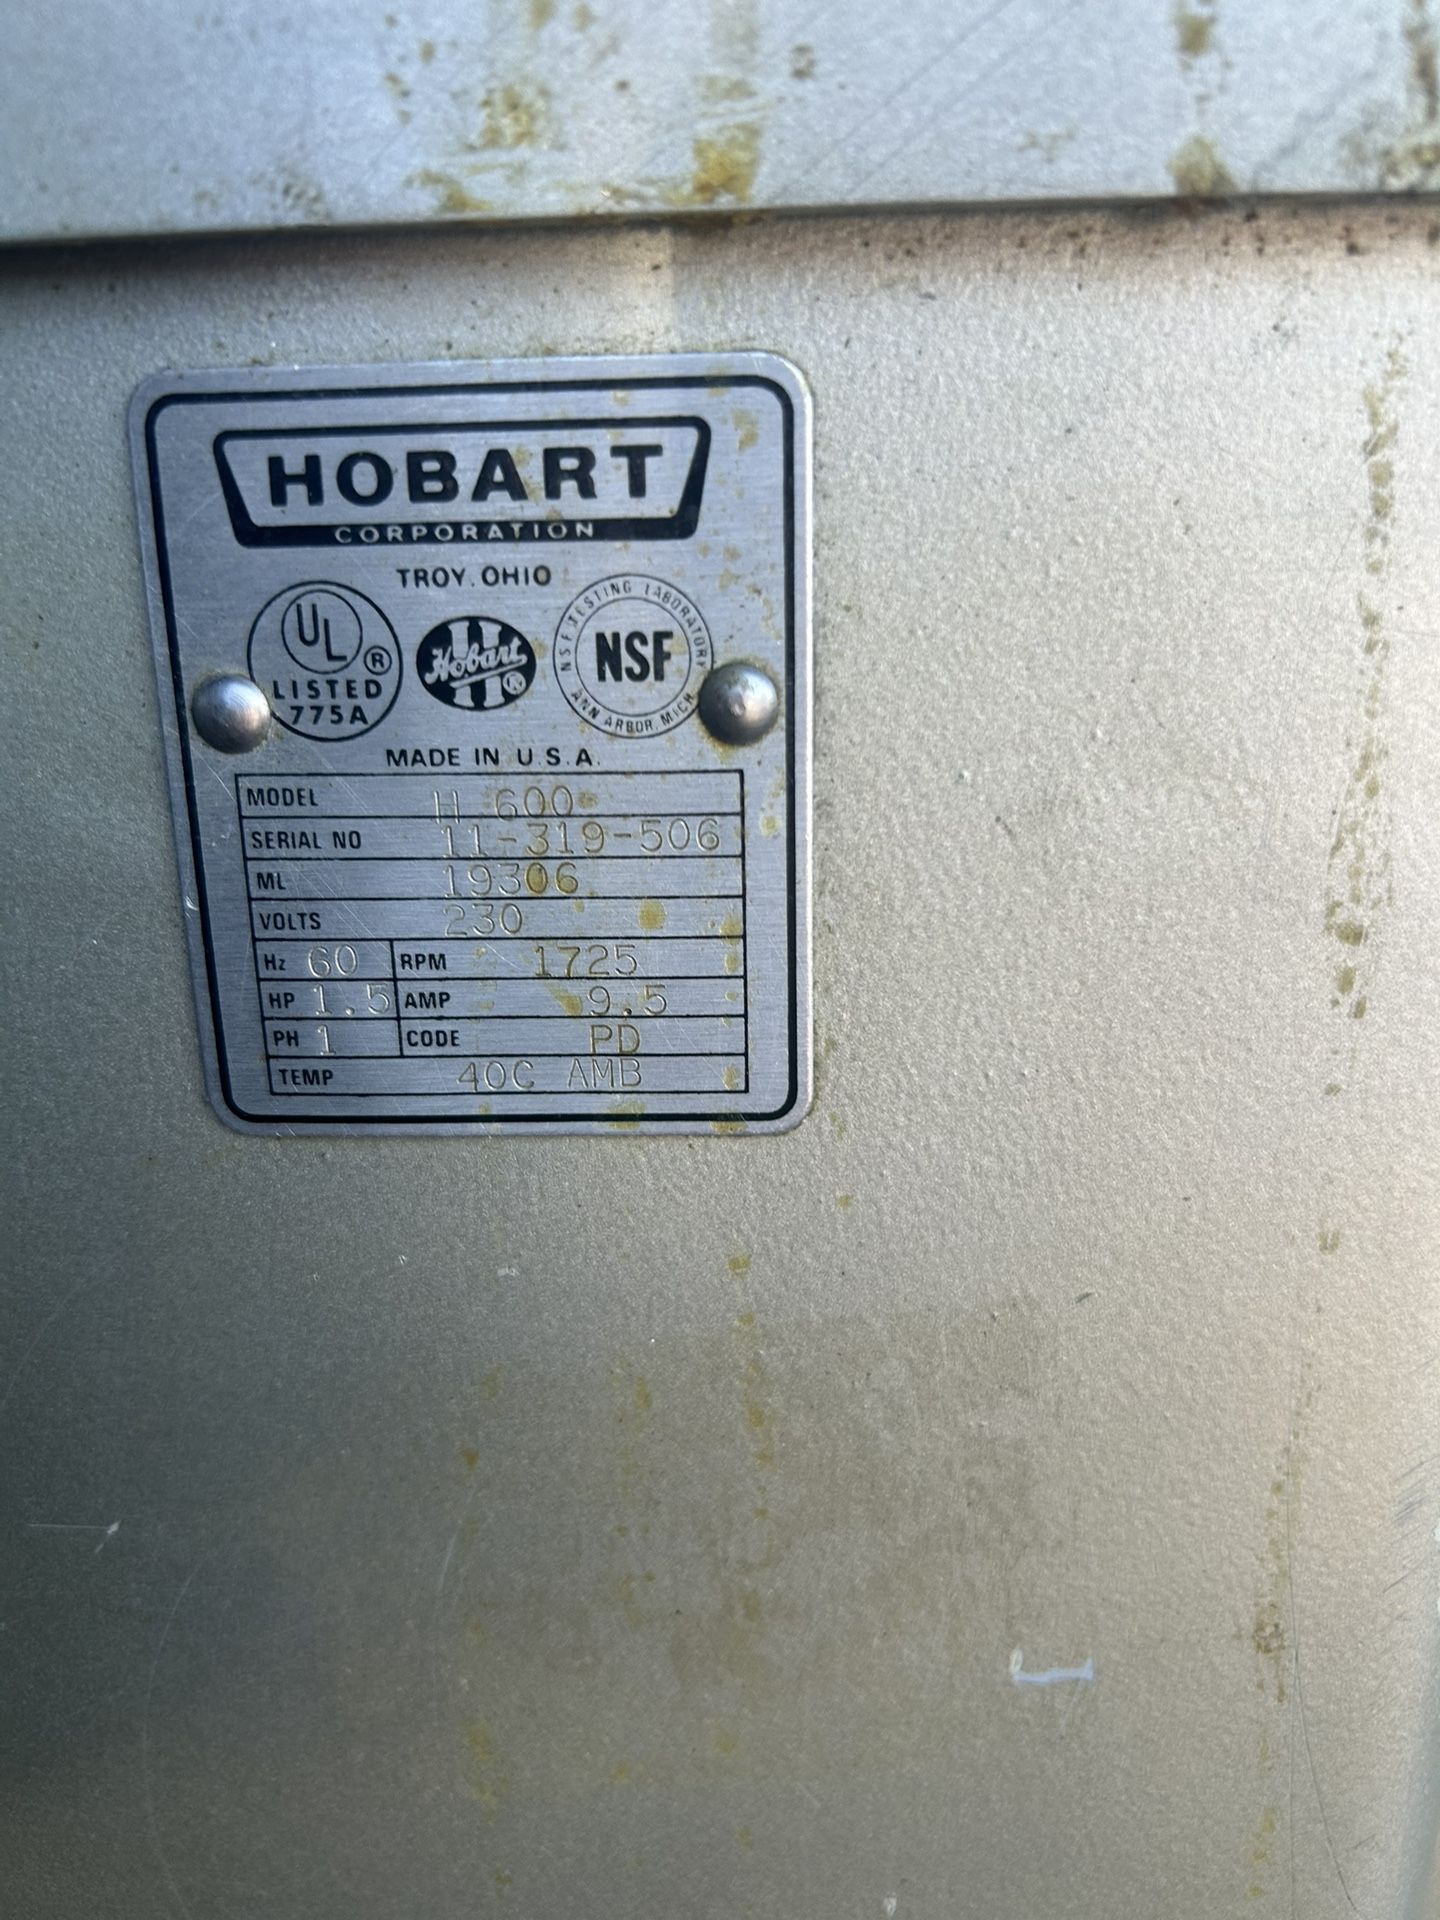 HOBART
CORPORATION
TROY, OHIO
UL ®
LISTED
775A
Hobart ®
NSF TESTING LABORATORY
NSF
ANN ARBOR, MICH
MADE IN U.S.A.
MODEL H 600
SERIAL NO 11-319-506
ML 19306
VOLTS 230
Hz 60 RPM 1725
HP 1.5 AMP 9.5
PH 1 CODE PD
TEMP 40C AMB